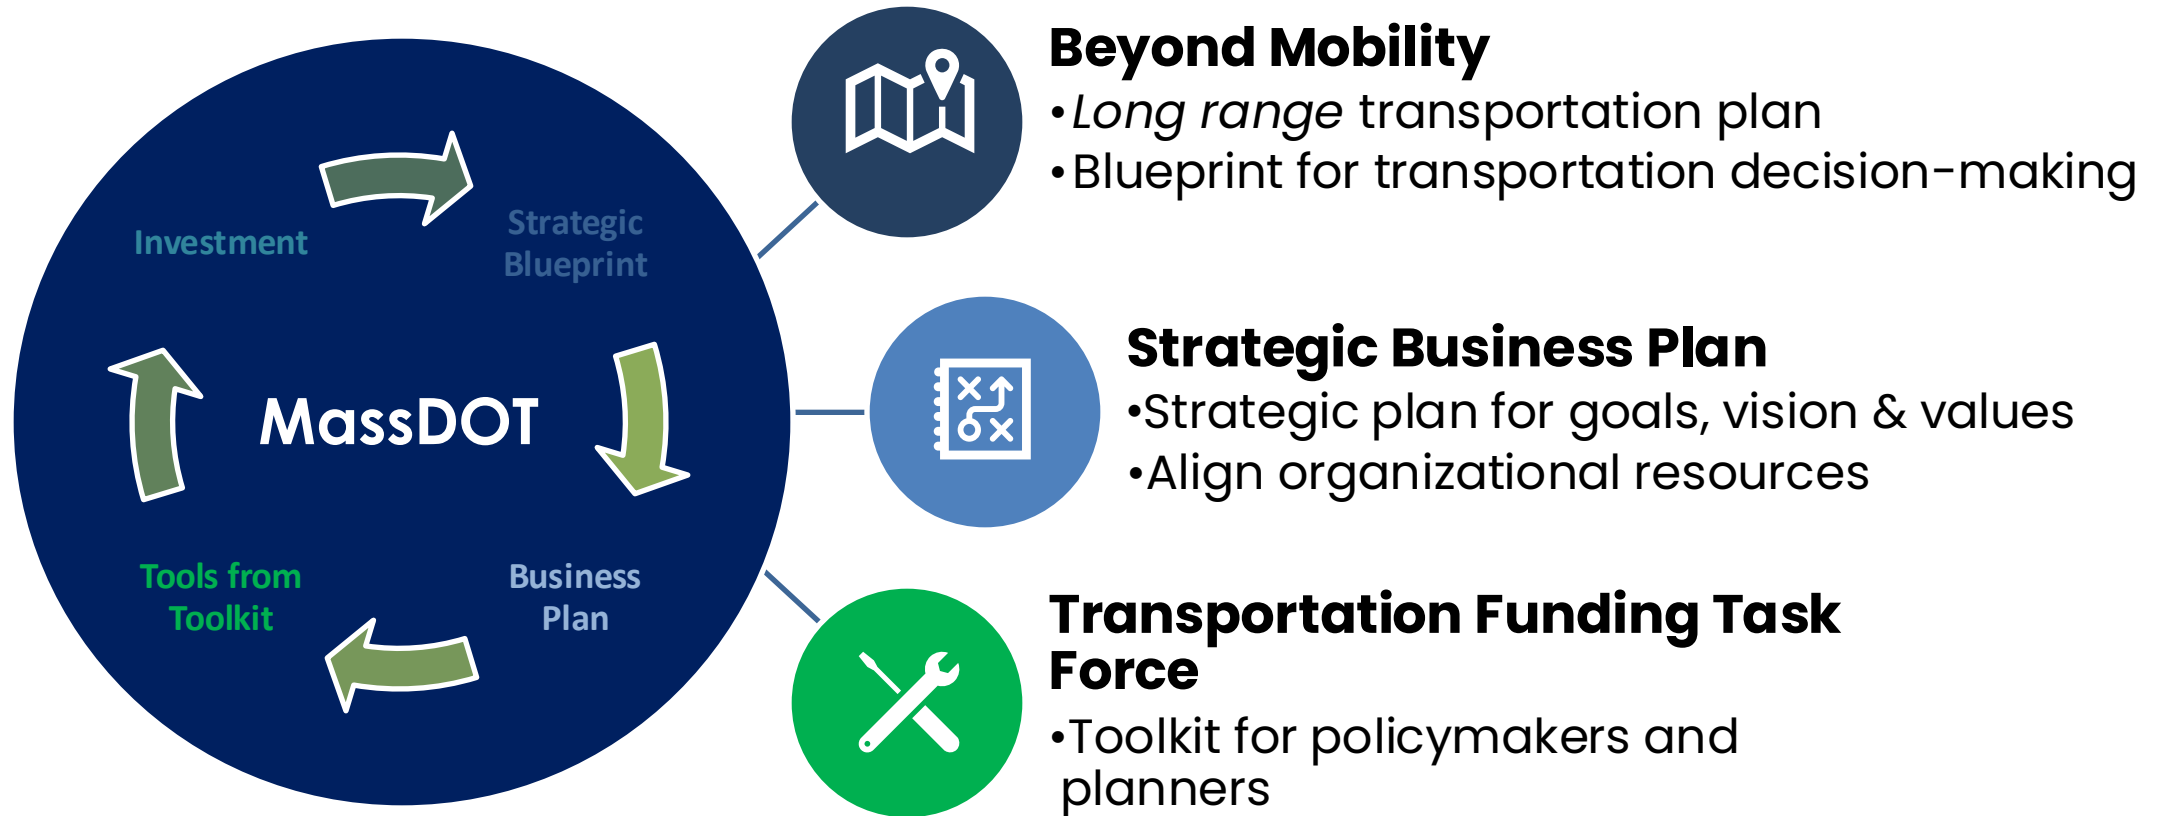 Investment
Strategic
Blueprint
MassDOT
Tools from
Toolkit
Business
Plan
Beyond Mobility
•Long range transportation plan
•Blueprint for transportation decision-making
Strategic Business Plan
•Strategic plan for goals, vision & values
•Align organizational resources
Transportation Funding Task
Force
•Toolkit for policymakers and
planners